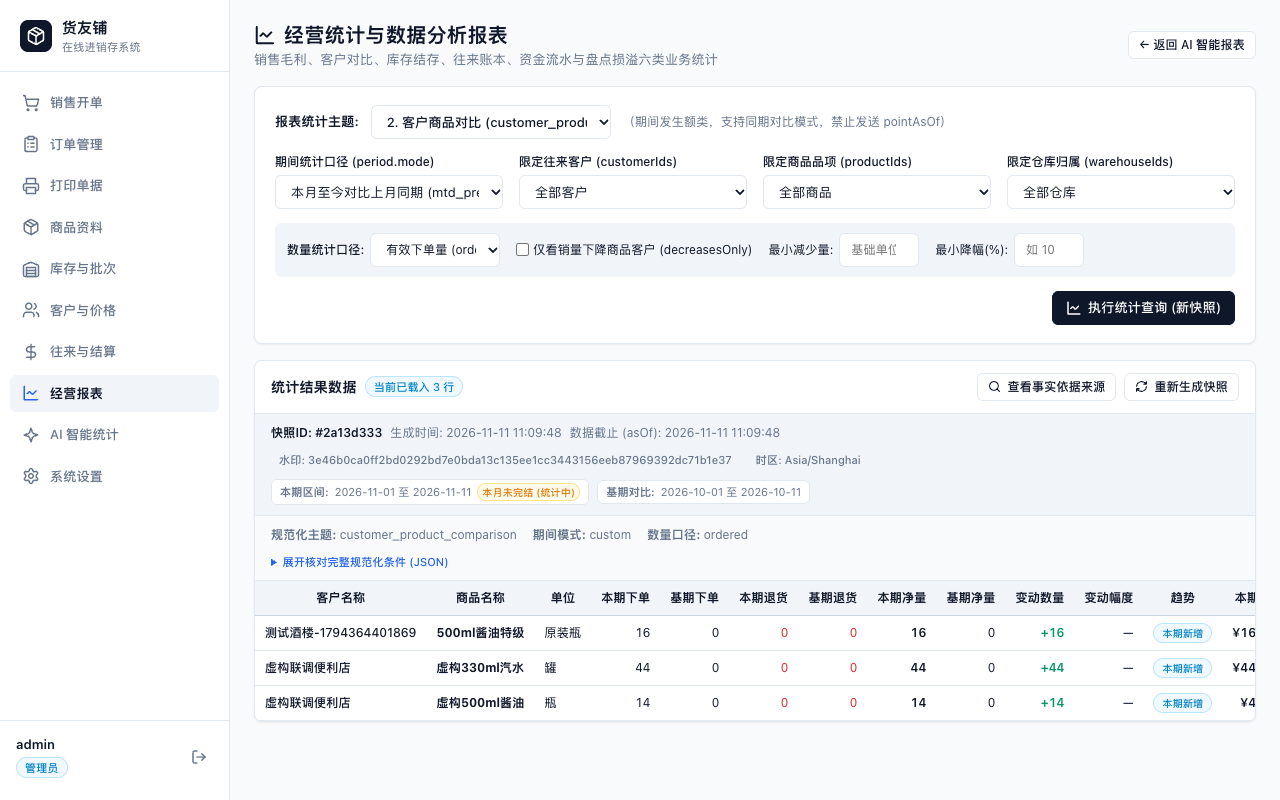 货友铺
在线进销存系统
销售开单
订单管理
打印单据
商品资料
库存与批次
客户与价格
往来与结算
经营报表
AI 智能统计
系统设置
admin
管理员
经营统计与数据分析报表
销售毛利、客户对比、库存结存、往来账本、资金流水与盘点损溢六类业务统计
← 返回 AI 智能报表
报表统计主题: 2. 客户商品对比 (customer_produ (期间发生额类，支持同期对比模式，禁止发送 pointAsOf)
期间统计口径 (period.mode) 限定往来客户 (customerIds) 限定商品品项 (productIds) 限定仓库归属 (warehouseIds)
本月至今对比上月同期 (mtd_pre 全部客户 全部商品 全部仓库
数量统计口径: 有效下单量 (orde 仅看销量下降商品客户 (decreasesOnly) 最小减少量: 基础单位 最小降幅(%): 如 10
执行统计查询 (新快照)
统计结果数据 当前已载入 3 行 查看事实依据来源 重新生成快照
快照ID: #2a13d333 生成时间: 2026-11-11 11:09:48 数据截止 (asOf): 2026-11-11 11:09:48
水印: 3e46b0ca0ff2bd0292bd7e0bda13c135ee1cc3443156eeb87969392dc71b1e37 时区: Asia/Shanghai
本期区间: 2026-11-01 至 2026-11-11 本月未完结 (统计中) 基期对比: 2026-10-01 至 2026-10-11
规范化主题: customer_product_comparison 期间模式: custom 数量口径: ordered
▶ 展开核对完整规范化条件 (JSON)
客户名称 商品名称 单位 本期下单 基期下单 本期退货 基期退货 本期净量 基期净量 变动数量 变动幅度 趋势 本期
测试酒楼-1794364401869 500ml酱油特级 原装瓶 16 0 0 0 16 0 +16 — 本期新增 ¥16
虚构联调便利店 虚构330ml汽水 罐 44 0 0 0 44 0 +44 — 本期新增 ¥44
虚构联调便利店 虚构500ml酱油 瓶 14 0 0 0 14 0 +14 — 本期新增 ¥4